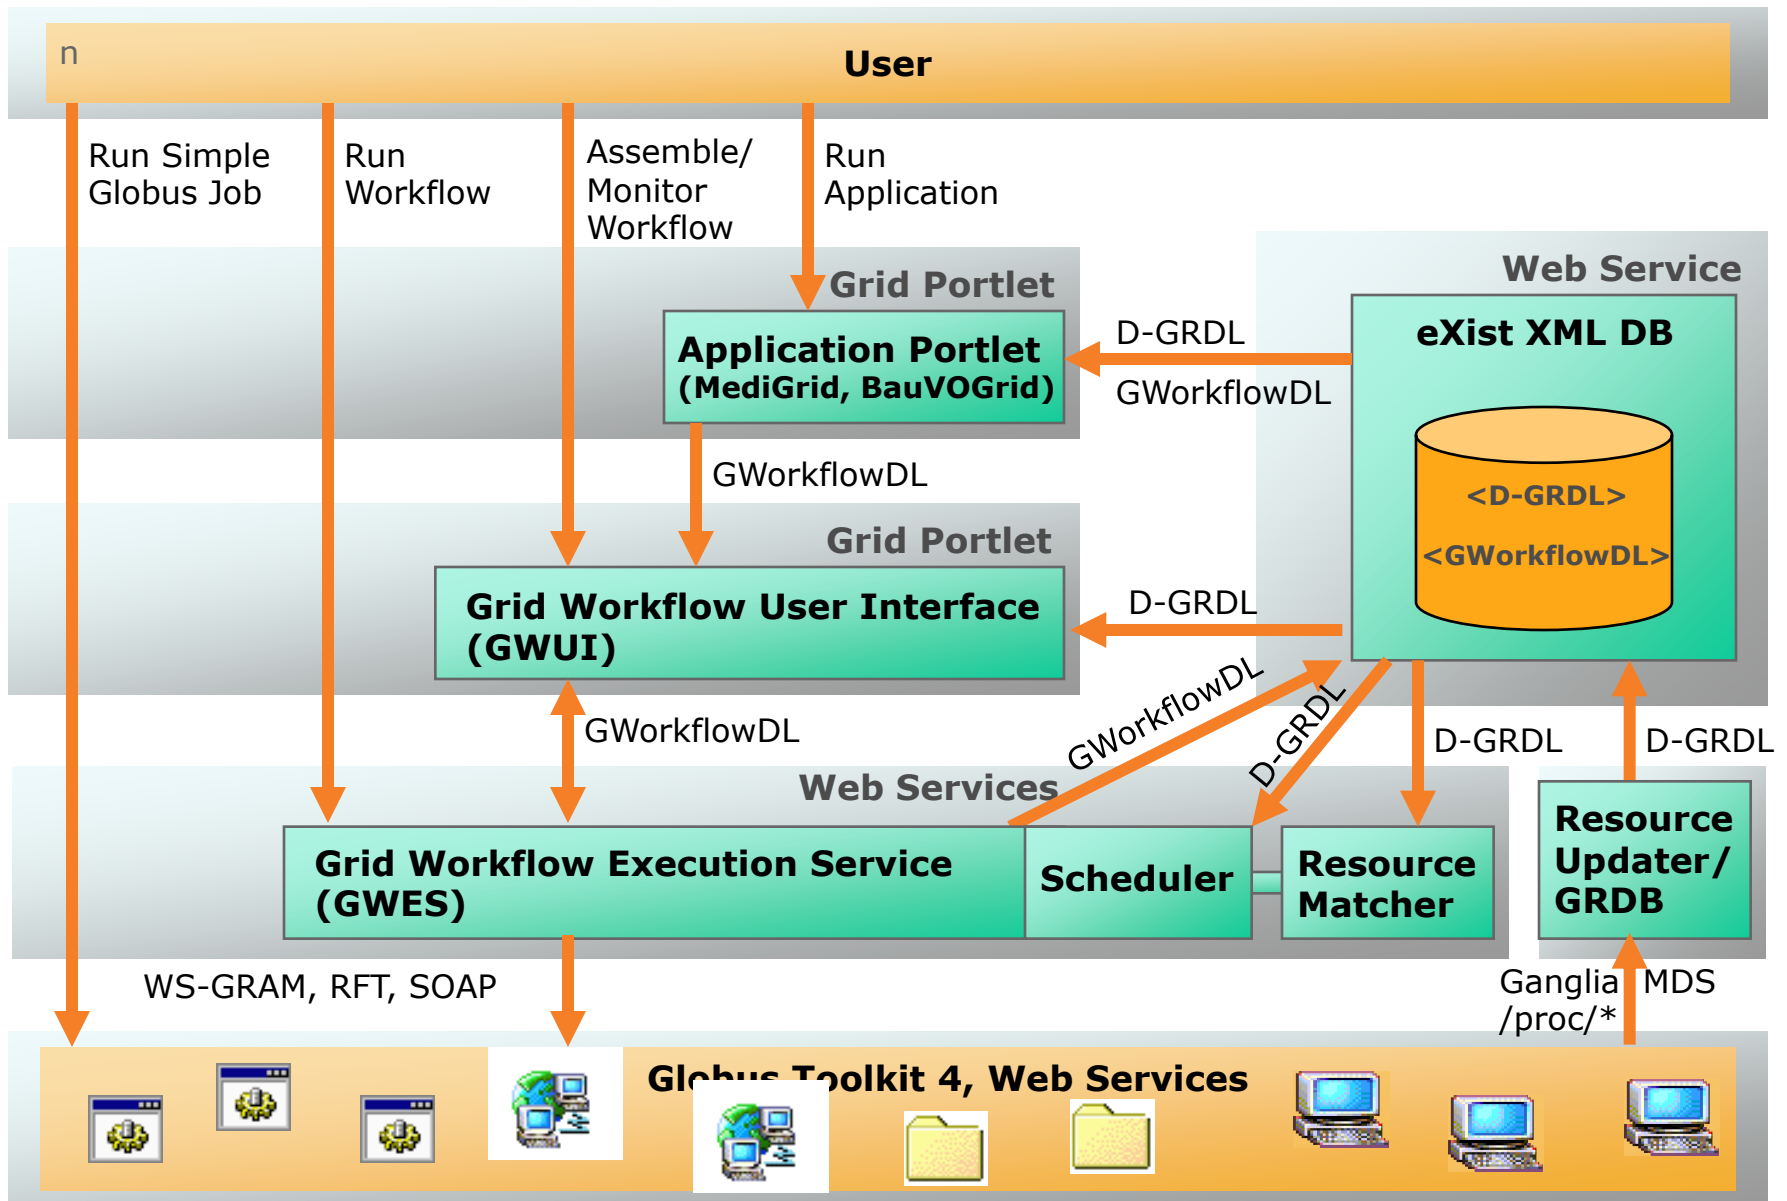 n
User
Run Simple
Globus Job
Run
Workflow
Assemble/
Monitor
Workflow
Run
Application
Grid Portlet
Application Portlet
(MediGrid, BauVOGrid)
D-GRDL
GWorkflowDL
Web Service
eXist XML DB
<D-GRDL>
<GWorkflowDL>
GWorkflowDL
Grid Portlet
Grid Workflow User Interface
(GWUI)
D-GRDL
GWorkflowDL
GWorkflowDL
D-GRDL
D-GRDL
D-GRDL
Web Services
Grid Workflow Execution Service
(GWES)
Scheduler
Resource
Matcher
Resource
Updater/
GRDB
WS-GRAM, RFT, SOAP
Ganglia MDS
/proc/*
Globus Toolkit 4, Web Services